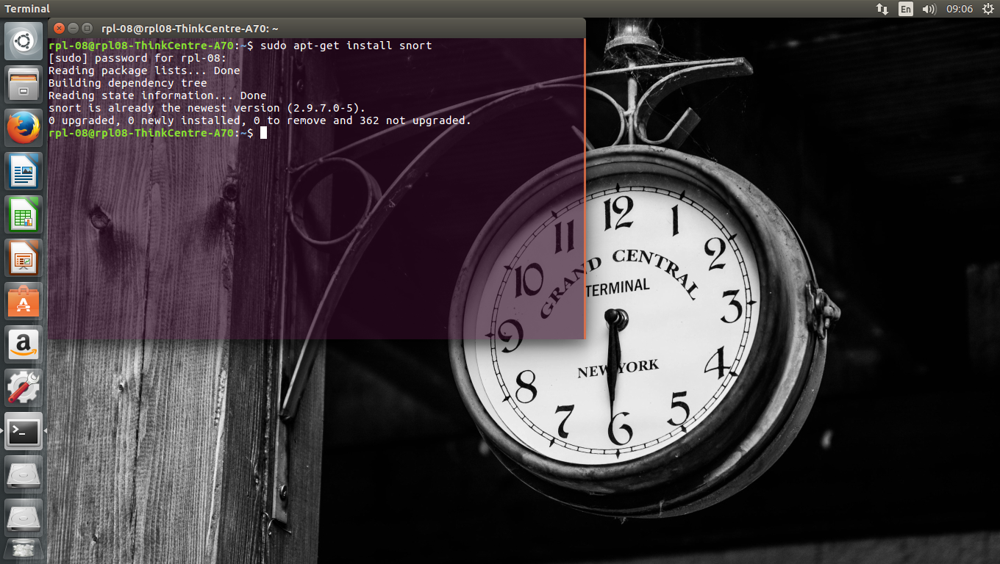 Terminal
En
09:06
rpl-08@rpl08-ThinkCentre-A70: ~
rpl-08@rpl08-ThinkCentre-A70:~$ sudo apt-get install snort
[sudo] password for rpl-08:
Reading package lists... Done
Building dependency tree
Reading state information... Done
snort is already the newest version (2.9.7.0-5).
0 upgraded, 0 newly installed, 0 to remove and 362 not upgraded.
rpl-08@rpl08-ThinkCentre-A70:~$
>_
A
a
12
1
2
3
4
5
6
7
8
9
10
11
GRAND CENTRAL
TERMINAL
NEW YORK